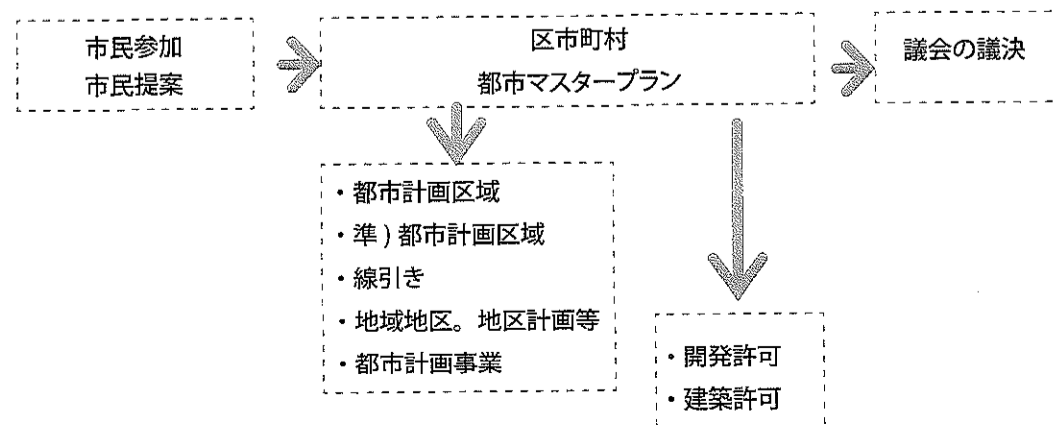 市民参加
市民提案
区市町村
都市マスタープラン
議会の議決
・都市計画区域
・準)都市計画区域
・線引き
・地域地区。地区計画等
・都市計画事業
・開発許可
・建築許可